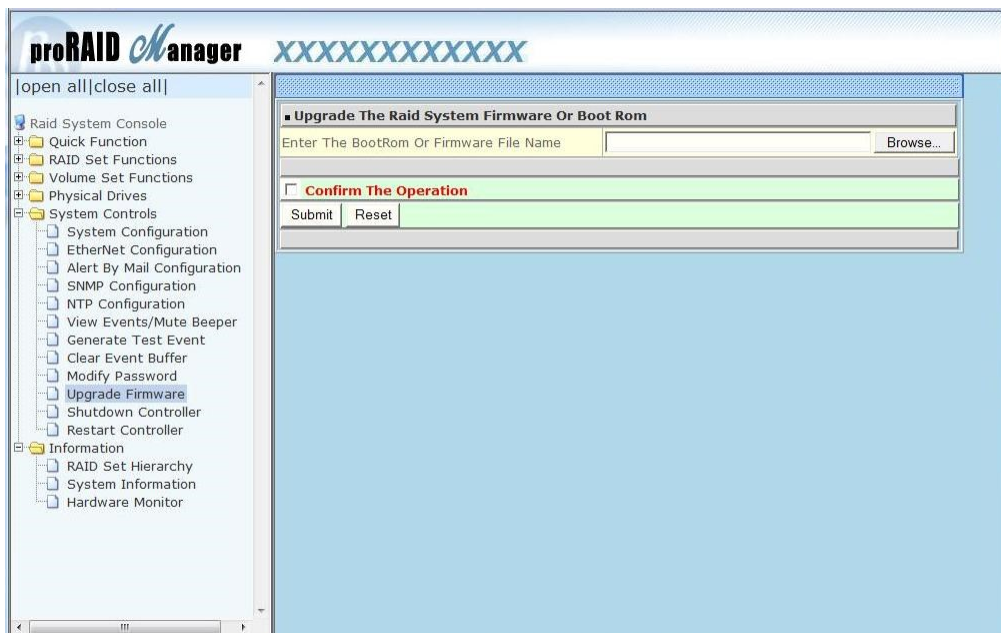 proRAID Manager XXXXXXXXXXXX
|open all|close all|
Raid System Console
Quick Function
RAID Set Functions
Volume Set Functions
Physical Drives
System Controls
System Configuration
EtherNet Configuration
Alert By Mail Configuration
SNMP Configuration
NTP Configuration
View Events/Mute Beeper
Generate Test Event
Clear Event Buffer
Modify Password
Upgrade Firmware
Shutdown Controller
Restart Controller
Information
RAID Set Hierarchy
System Information
Hardware Monitor
Upgrade The Raid System Firmware Or Boot Rom
Enter The BootRom Or Firmware File Name Browse...
Confirm The Operation
Submit Reset